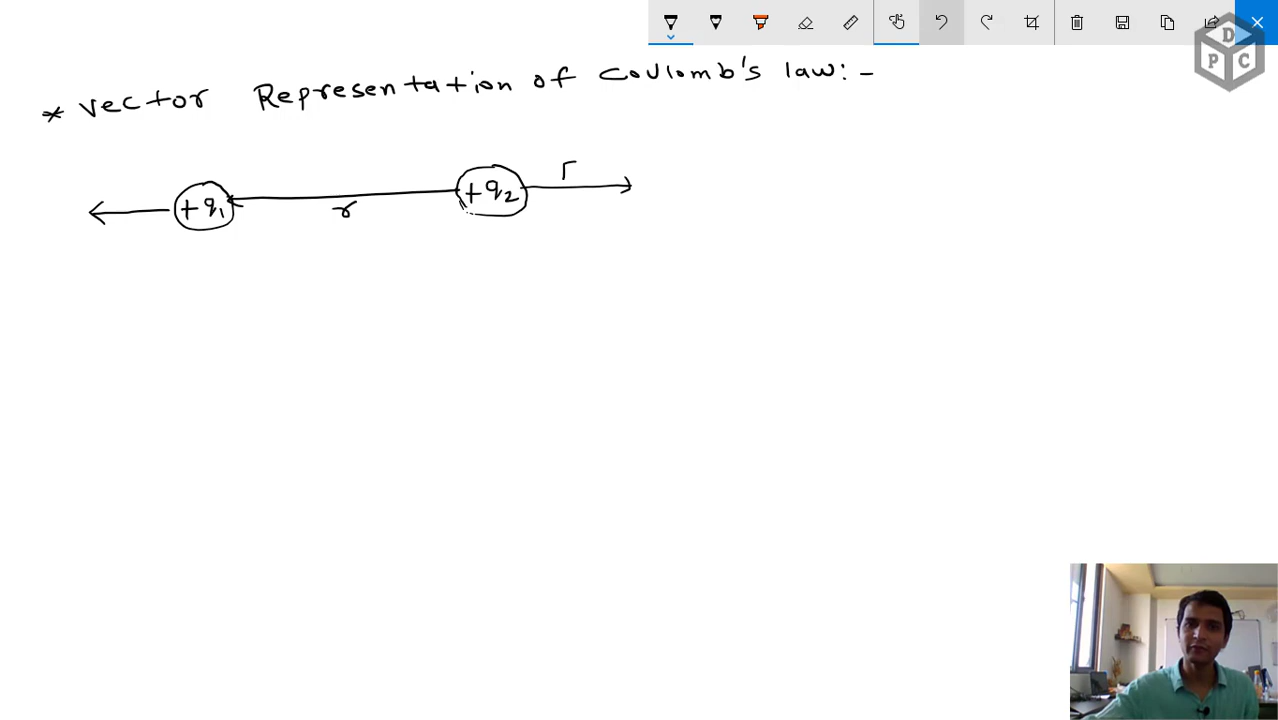 * Vector Representation of Coulomb's law:-
+q₁ r +q₂ r
D
P C